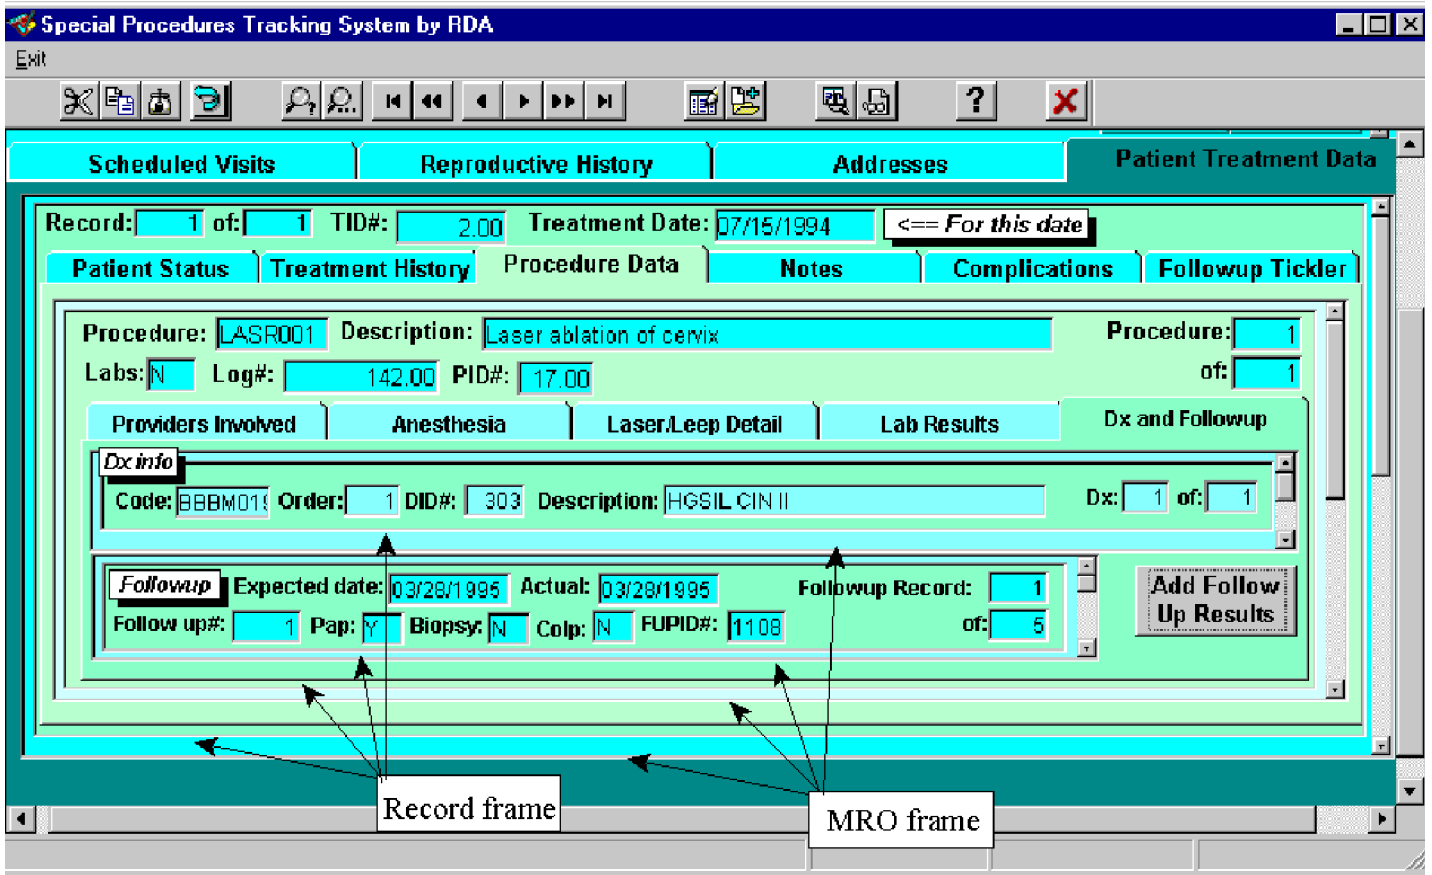 Special Procedures Tracking System by RDA
Exit
Scheduled Visits Reproductive History Addresses Patient Treatment Data
Record: 1 of: 1 TID#: 2.00 Treatment Date: 07/15/1994 <== For this date
Patient Status Treatment History Procedure Data Notes Complications Followup Tickler
Procedure: LASR001 Description: Laser ablation of cervix Procedure: 1
Labs: N Log#: 142.00 PID#: 17.00 of: 1
Providers Involved Anesthesia Laser/Leep Detail Lab Results Dx and Followup
Dx info
Code: BBBM019 Order: 1 DID#: 303 Description: HGSIL CIN II Dx: 1 of: 1
Followup Expected date: 03/28/1995 Actual: 03/28/1995 Followup Record: 1
Follow up#: 1 Pap: Y Biopsy: N Colp: N FUPID#: 1108 of: 5
Add Follow
Up Results
Record frame
MRO frame